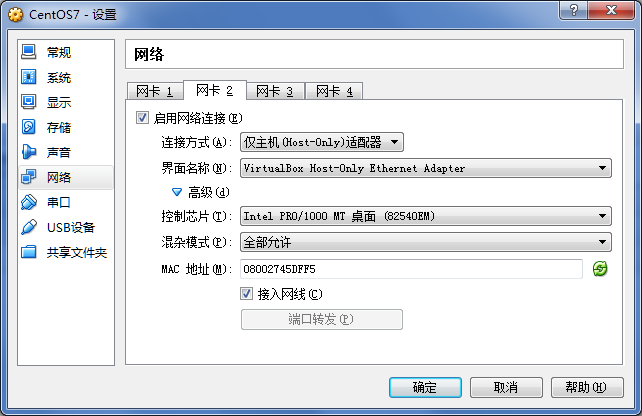 CentOS7 - 设置
常规
系统
显示
存储
声音
网络
串口
USB设备
共享文件夹
网络
网卡 1 网卡 2 网卡 3 网卡 4
启用网络连接(E)
连接方式(A): 仅主机(Host-Only)适配器
界面名称(N): VirtualBox Host-Only Ethernet Adapter
高级(d)
控制芯片(T): Intel PRO/1000 MT 桌面 (82540EM)
混杂模式(P): 全部允许
MAC 地址(M): 08002745DFF5
接入网线(C)
端口转发(P)
确定 取消 帮助(H)